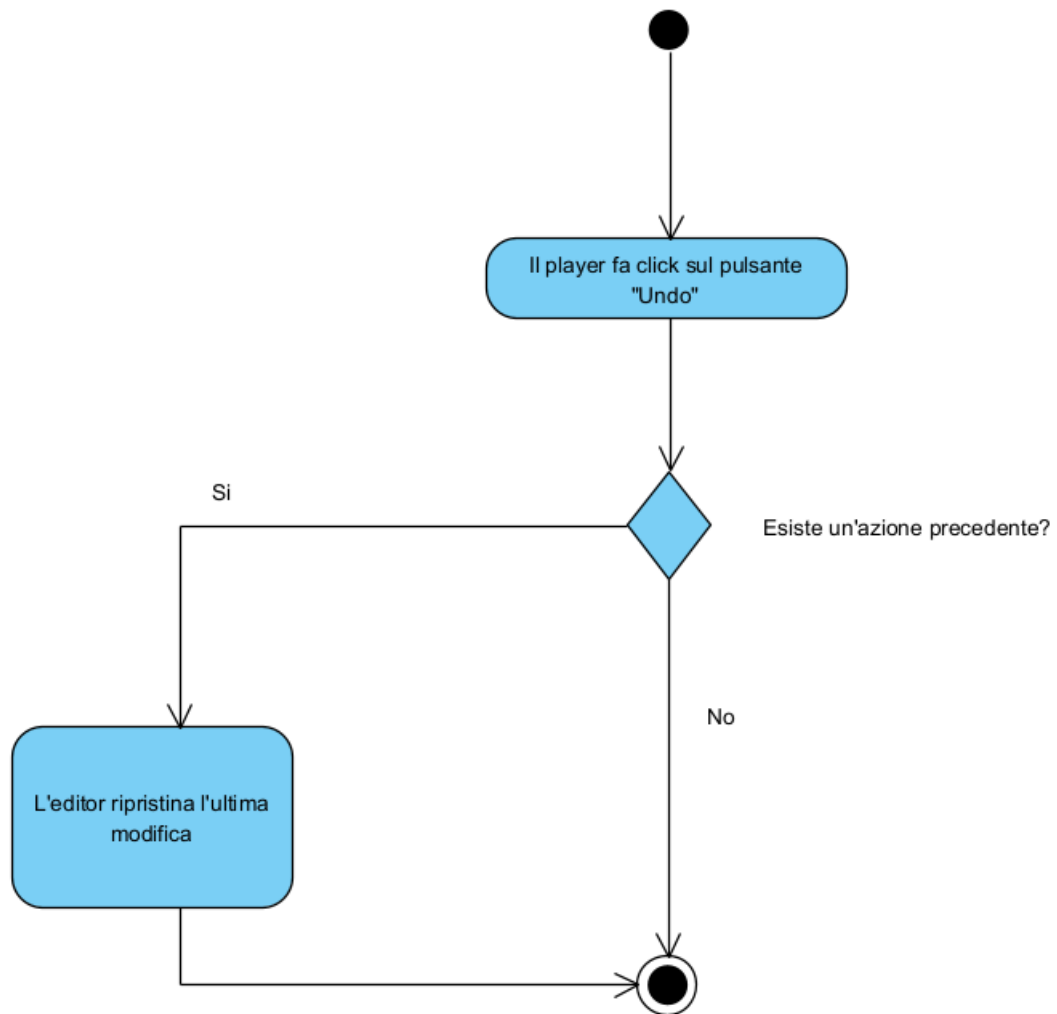 Il player fa click sul pulsante
"Undo"
Si
Esiste un'azione precedente?
No
L'editor ripristina l'ultima
modifica